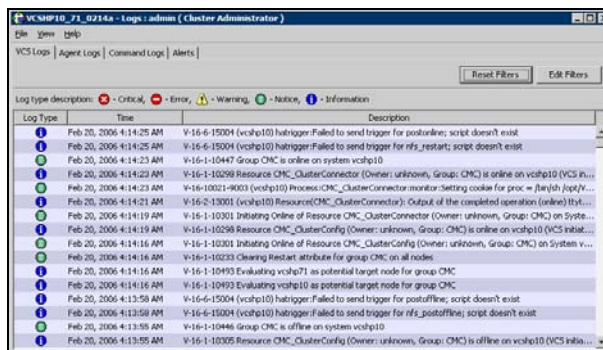 VCSHP10_71_0214a - Logs : admin ( Cluster Administrator )
File View Help
VCS Logs Agent Logs Command Logs Alerts
Reset Filters Edit Filters
Log type description: - Critical, - Error, - Warning, - Notice, - Information
Log Type Time Description
Feb 20, 2006 4:14:25 AM V-16-6-15004 (vcshp10) hatrigger:Failed to send trigger for postonline; script doesn't exist
Feb 20, 2006 4:14:25 AM V-16-6-15004 (vcshp10) hatrigger:Failed to send trigger for nfs_restart; script doesn't exist
Feb 20, 2006 4:14:23 AM V-16-1-10447 Group CMC is online on system vcshp10
Feb 20, 2006 4:14:23 AM V-16-1-10298 Resource CMC_ClusterConnector (Owner: unknown, Group: CMC) is online on vcshp10 (VCS in...
Feb 20, 2006 4:14:23 AM V-16-10021-9003 (vcshp10) Process:CMC_ClusterConnector:monitor:Setting cookie for proc = /bin/sh /opt/V...
Feb 20, 2006 4:14:21 AM V-16-2-13001 (vcshp10) Resource(CMC_ClusterConnector): Output of the completed operation (online) ttyt...
Feb 20, 2006 4:14:19 AM V-16-1-10301 Initiating Online of Resource CMC_ClusterConnector (Owner: unknown, Group: CMC) on Syste...
Feb 20, 2006 4:14:19 AM V-16-1-10298 Resource CMC_ClusterConfig (Owner: unknown, Group: CMC) is online on vcshp10 (VCS initiat...
Feb 20, 2006 4:14:16 AM V-16-1-10301 Initiating Online of Resource CMC_ClusterConfig (Owner: unknown, Group: CMC) on System v...
Feb 20, 2006 4:14:16 AM V-16-1-10233 Clearing Restart attribute for group CMC on all nodes
Feb 20, 2006 4:14:16 AM V-16-1-10493 Evaluating vcshp71 as potential target node for group CMC
Feb 20, 2006 4:14:16 AM V-16-1-10493 Evaluating vcshp10 as potential target node for group CMC
Feb 20, 2006 4:13:58 AM V-16-6-15004 (vcshp10) hatrigger:Failed to send trigger for postoffline; script doesn't exist
Feb 20, 2006 4:13:58 AM V-16-6-15004 (vcshp10) hatrigger:Failed to send trigger for nfs_postoffline; script doesn't exist
Feb 20, 2006 4:13:55 AM V-16-1-10446 Group CMC is offline on system vcshp10
Feb 20, 2006 4:13:55 AM V-16-1-10305 Resource CMC_ClusterConfig (Owner: unknown, Group: CMC) is offline on vcshp10 (VCS initia...